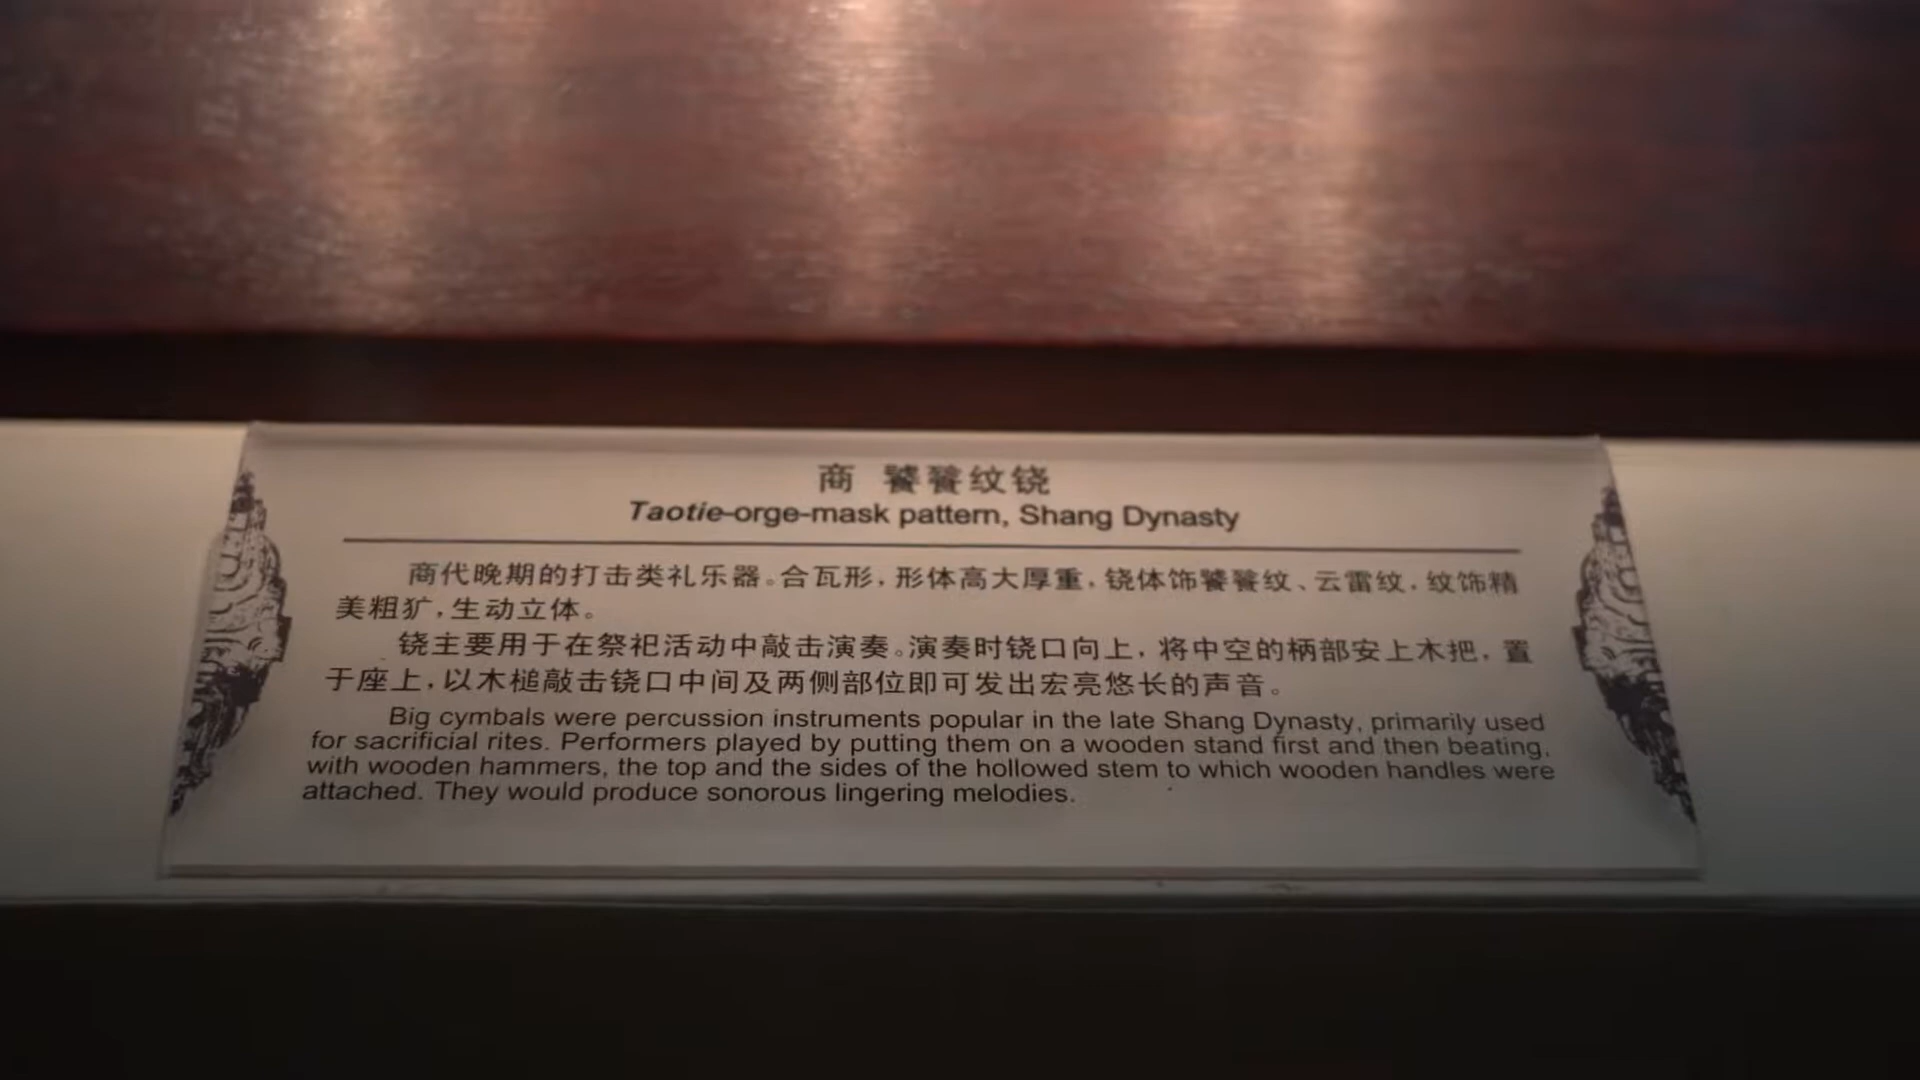 商 饕餮纹铙
Taotie-orge-mask pattern, Shang Dynasty
商代晚期的打击类礼乐器。合瓦形,形体高大厚重,铙体饰饕餮纹、云雷纹,纹饰精
美粗犷,生动立体。
铙主要用于在祭祀活动中敲击演奏。演奏时铙口向上,将中空的柄部安上木把,置
于座上,以木槌敲击铙口中间及两侧部位即可发出宏亮悠长的声音。
Big cymbals were percussion instruments popular in the late Shang Dynasty, primarily used
for sacrificial rites. Performers played by putting them on a wooden stand first and then beating,
with wooden hammers, the top and the sides of the hollowed stem to which wooden handles were
attached. They would produce sonorous lingering melodies.